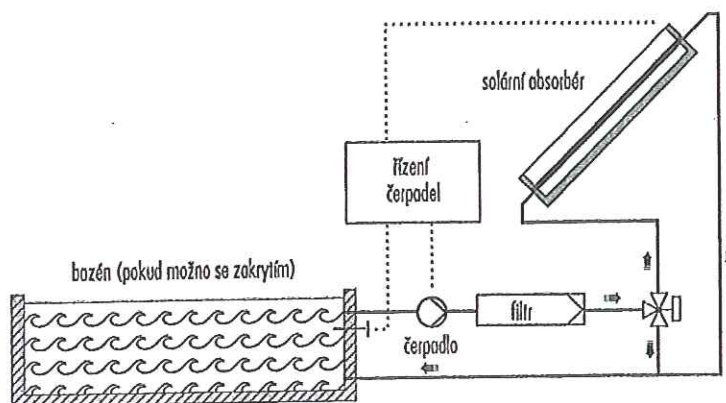 solární absorbér
řízení
čerpadel
bazén (pokud možno se zakrytím)
filtr
čerpadlo